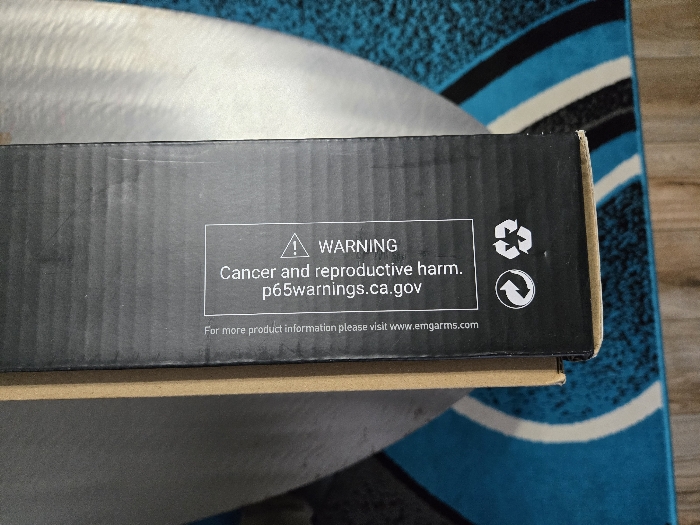 WARNING
Cancer and reproductive harm.
p65warnings.ca.gov
For more product information please visit www.emgarms.com